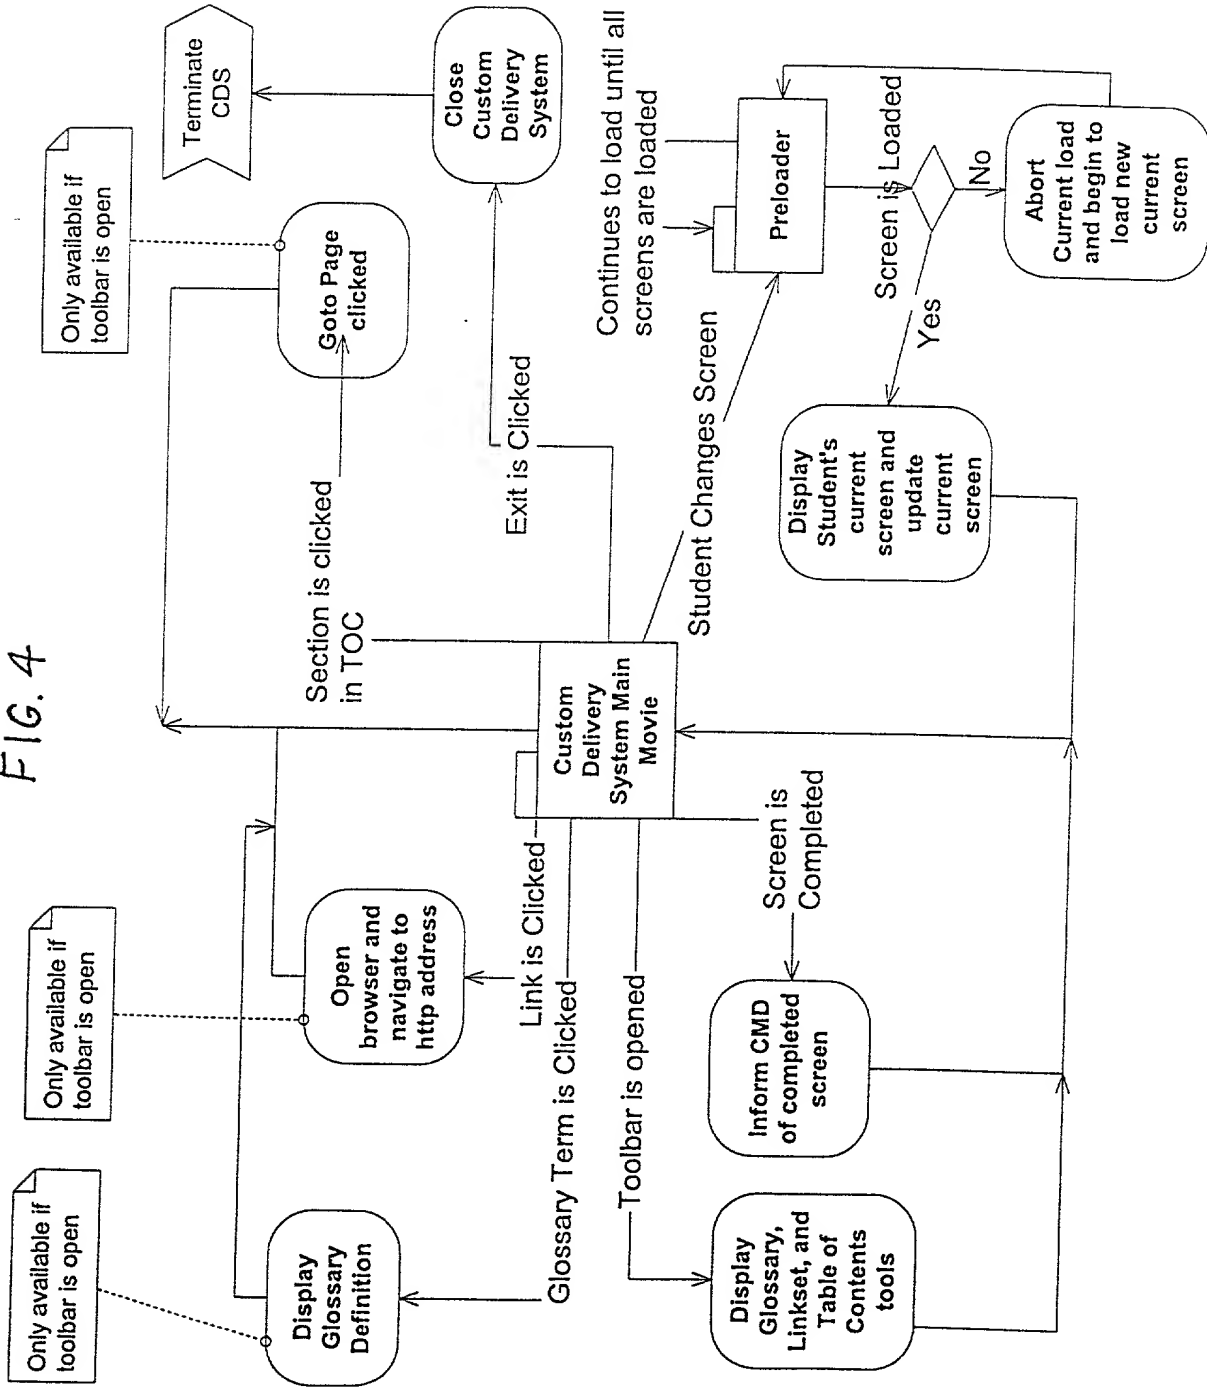 FIG. 4
Only available if
toolbar is open
Only available if
toolbar is open
Only available if
toolbar is open
Terminate
CDS
Display
Glossary
Definition
Open
browser and
navigate to
http address
Section is clicked
in TOC
Goto Page
clicked
Close
Custom
Delivery
System
Link is Clicked
Glossary Term is Clicked
Toolbar is opened
Custom
Delivery
System Main
Movie
Exit is Clicked
Student Changes Screen
Continues to load until all
screens are loaded
Preloader
Screen is Loaded
Yes
No
Screen is
Completed
Display
Glossary,
Linkset, and
Table of
Contents
tools
Inform CMD
of completed
screen
Display
Student's
current
screen and
update
current
screen
Abort
Current load
and begin to
load new
current
screen